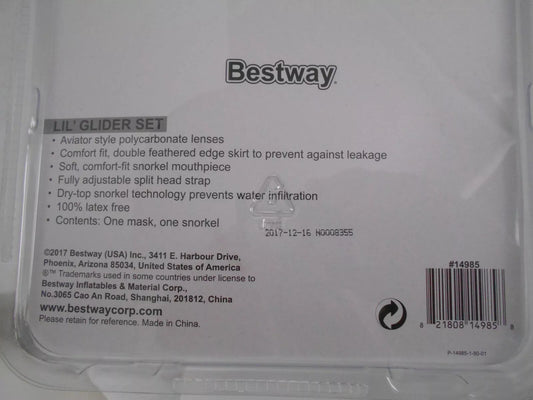 Bestway®
LIL' GLIDER SET
• Aviator style polycarbonate lenses
• Comfort fit, double feathered edge skirt to prevent against leakage
• Soft, comfort-fit snorkel mouthpiece
• Fully adjustable split head strap
• Dry-top snorkel technology prevents water infiltration
• 100% latex free
• Contents: One mask, one snorkel
2017-12-16 N0008355
©2017 Bestway (USA) Inc., 3411 E. Harbour Drive,
Phoenix, Arizona 85034, United States of America
®™ Trademarks used in some countries under license to
Bestway Inflatables & Material Corp.,
No.3065 Cao An Road, Shanghai, 201812, China
www.bestwaycorp.com
Please retain for reference. Made in China.
#14985
8 21808 14985 8
P-14985-1-90-01